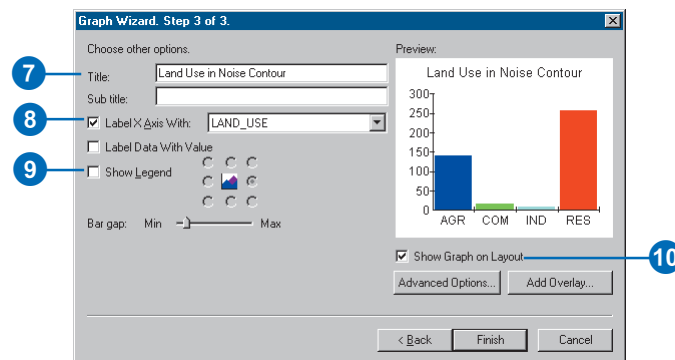 Graph Wizard. Step 3 of 3.
Choose other options.
7
Title: Land Use in Noise Contour
Sub title:
8
Label X Axis With: LAND_USE
Label Data With Value
9
Show Legend
Bar gap: Min Max
Preview:
Land Use in Noise Contour
300
250
200
150
100
50
0
AGR COM IND RES
Show Graph on Layout
10
Advanced Options... Add Overlay...
< Back Finish Cancel